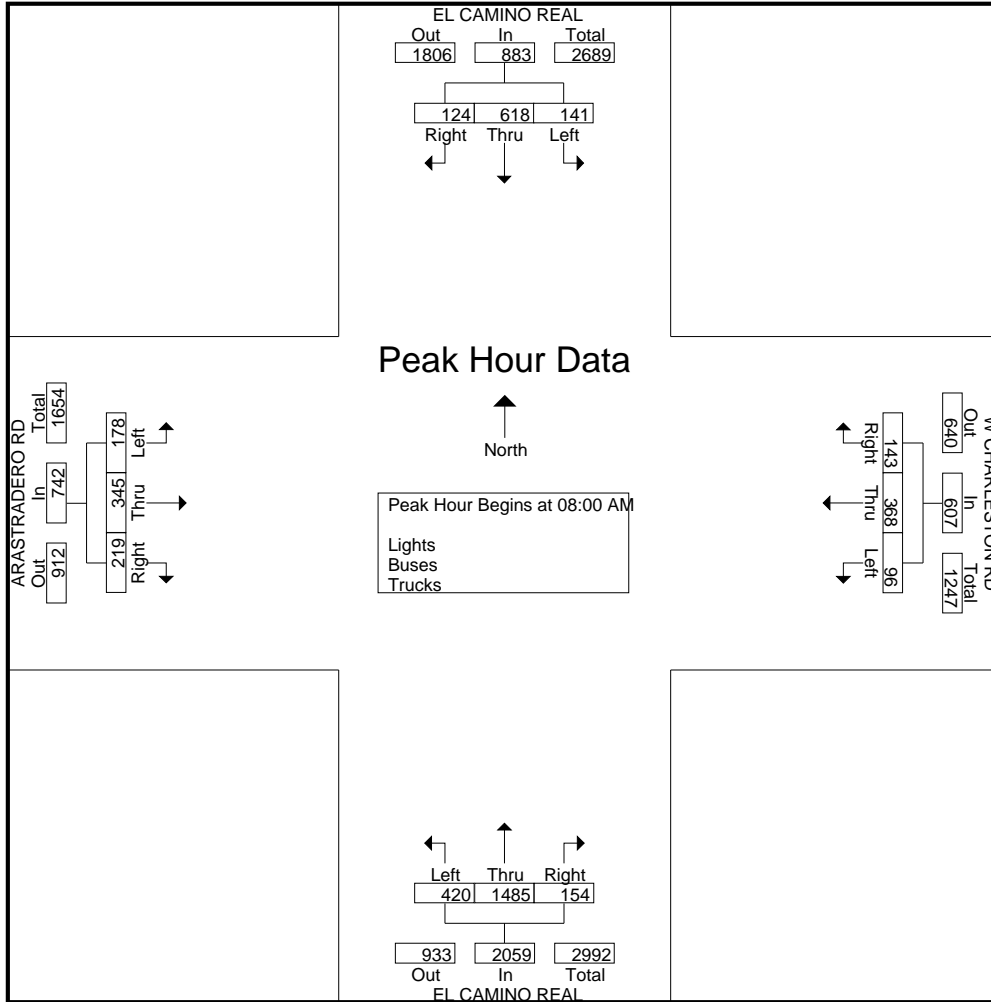 EL CAMINO REAL
Out In Total
1806 883 2689
124 618 141
Right Thru Left
Peak Hour Data
North
Peak Hour Begins at 08:00 AM
Lights
Buses
Trucks
ARASTRADERO RD
Out In Total
912 742 1654
219 345 178
Right Thru Left
W CHARLESTON RD
Out In Total
640 607 1247
143 368 96
Right Thru Left
Left Thru Right
420 1485 154
933 2059 2992
Out In Total
EL CAMINO REAL